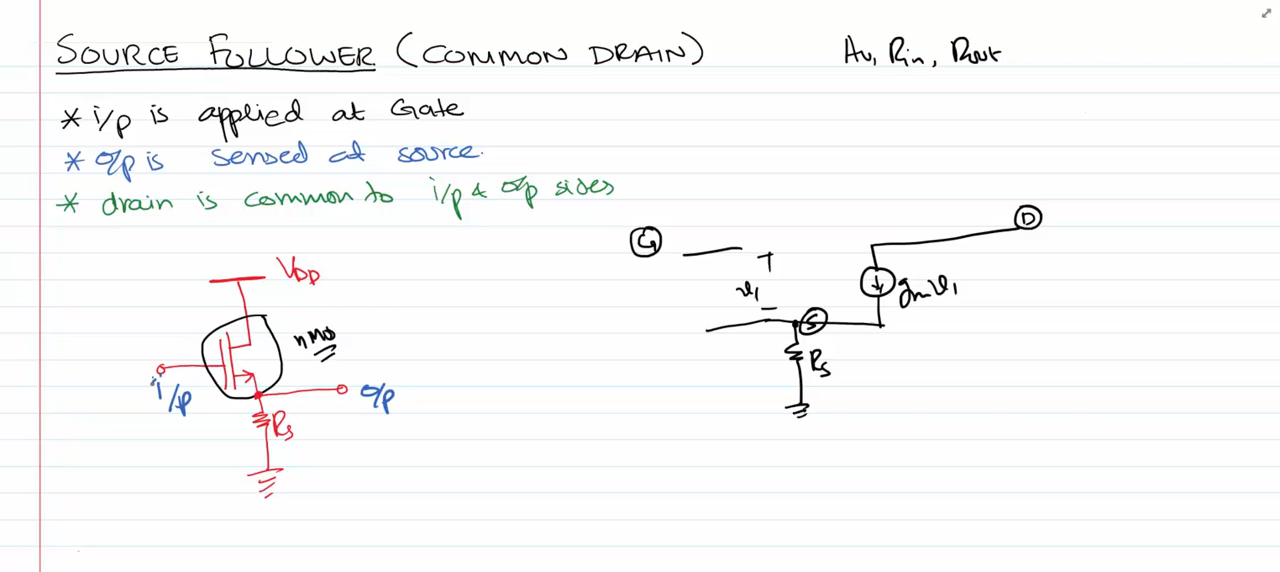 SOURCE FOLLOWER (COMMON DRAIN)
Av, Rin, Rout
* i/p is applied at Gate
* o/p is sensed at source.
* drain is common to i/p & o/p sides
VDD
nMOS
i/p
o/p
Rs
G
D
+
v1
−
gmv1
S
Rs